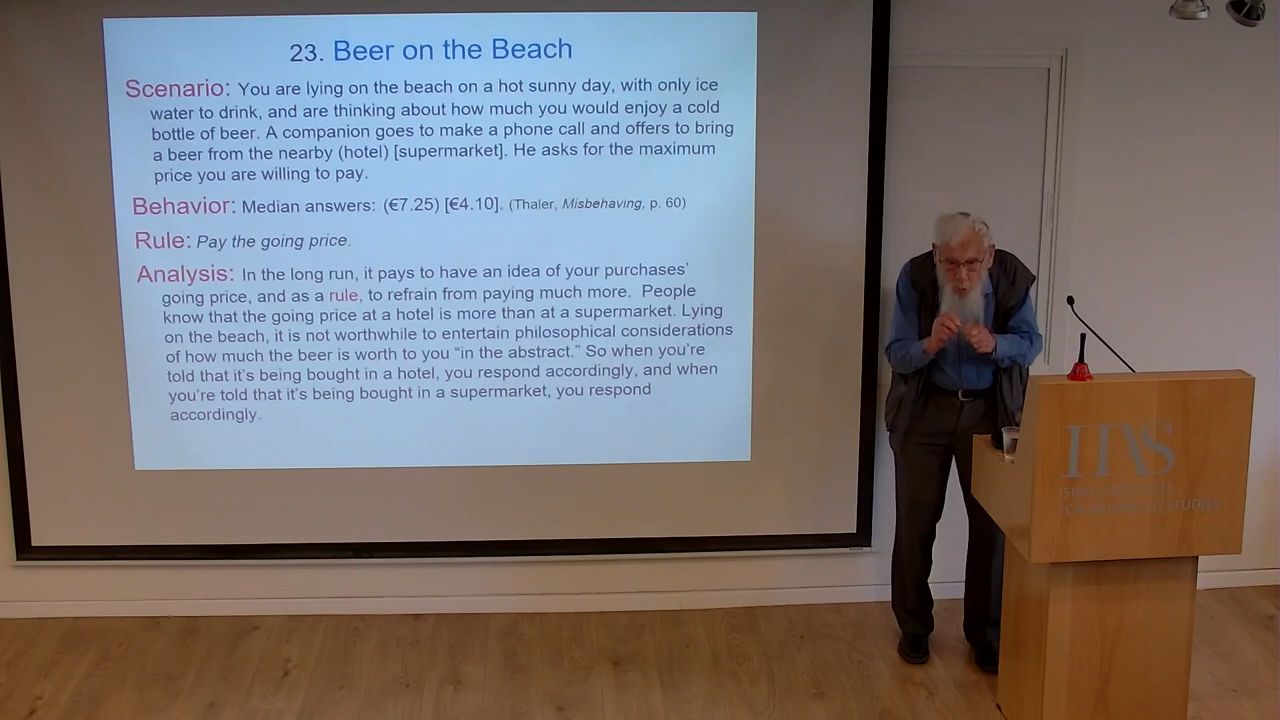 23. Beer on the Beach
Scenario: You are lying on the beach on a hot sunny day, with only ice
water to drink, and are thinking about how much you would enjoy a cold
bottle of beer. A companion goes to make a phone call and offers to bring
a beer from the nearby (hotel) [supermarket]. He asks for the maximum
price you are willing to pay.
Behavior: Median answers: (€7.25) [€4.10]. (Thaler, Misbehaving, p. 60)
Rule: Pay the going price.
Analysis: In the long run, it pays to have an idea of your purchases’
going price, and as a rule, to refrain from paying much more. People
know that the going price at a hotel is more than at a supermarket. Lying
on the beach, it is not worthwhile to entertain philosophical considerations
of how much the beer is worth to you “in the abstract.” So when you’re
told that it’s being bought in a hotel, you respond accordingly, and when
you’re told that it’s being bought in a supermarket, you respond
accordingly.
IIAS
ISRAEL INSTITUTE
FOR ADVANCED STUDIES